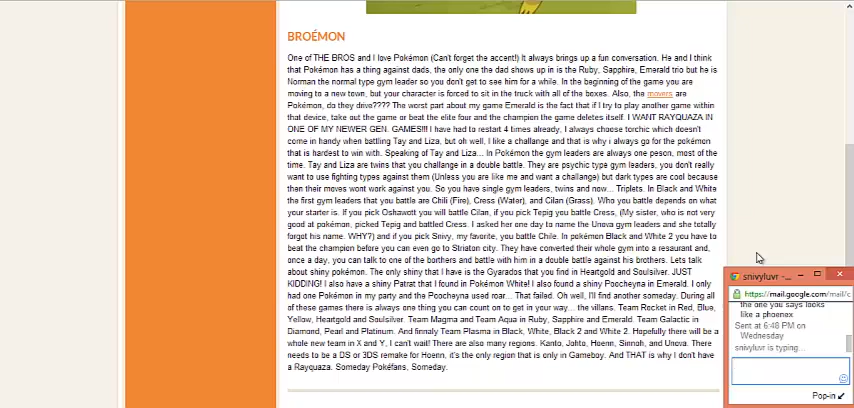 BROÉMON
One of THE BROS and I love Pokémon (Can't forget the accent!) It always brings up a fun conversation. He and I think
that Pokémon has a thing against dads, the only one the dad shows up in is the Ruby, Sapphire, Emerald trio but he is
Norman the normal type gym leader so you don't get to see him for a while. In the beginning of the game you are
moving to a new town, but your character is forced to sit in the truck with all of the boxes. Also, the movers are
Pokémon, do they drive???? The worst part about my game Emerald is the fact that if I try to play another game within
that device, take out the game or beat the elite four and the champion the game deletes itself. I WANT RAYQUAZA IN
ONE OF MY NEWER GEN. GAMES!!! I have had to restart 4 times already, I always choose torchic which doesn't
come in handy when battling Tay and Liza, but oh well, I like a challange and that is why i always go for the pokémon
that is hardest to win with. Speaking of Tay and Liza... In Pokémon the gym leaders are always one peson, most of the
time. Tay and Liza are twins that you challange in a double battle. They are psychic type gym leaders, you don't really
want to use fighting types against them (Unless you are like me and want a challange) but dark types are cool because
then their moves wont work against you. So you have single gym leaders, twins and now... Triplets. In Black and White
the first gym leaders that you battle are Chili (Fire), Cress (Water), and Cilan (Grass). Who you battle depends on what
your starter is. If you pick Oshawott you will battle Cilan, if you pick Tepig you battle Cress, (My sister, who is not very
good at pokémon, picked Tepig and battled Cress. I asked her one day to name the Unova gym leaders and she totally
forgot his name. WHY?) and if you pick Snivy, my favorite, you battle Chile. In pokémon Black and White 2 you have to
beat the champion before you can even go to Striaton city. They have converted their whole gym into a resaurant and,
once a day, you can talk to one of the borthers and battle with him in a double battle against his brothers. Lets talk
about shiny pokémon. The only shiny that I have is the Gyarados that you find in Heartgold and Soulsilver. JUST
KIDDING! I also have a shiny Patrat that I found in Pokémon White! I also found a shiny Poocheyna in Emerald. I only
had one Pokémon in my party and the Poocheyna used roar... That failed. Oh well, I'll find another someday. During all
of these games there is always one thing you can count on to get in your way... the villans. Team Rocket in Red, Blue,
Yellow, Heartgold and Soulsilver. Team Magma and Team Aqua in Ruby, Sapphire and Emerald. Team Galactic in
Diamond, Pearl and Platinum. And finnaly Team Plasma in Black, White, Black 2 and White 2. Hopefully there will be a
whole new team in X and Y, I can't wait! There are also many regions. Kanto, Johto, Hoenn, Sinnoh, and Unova. There
needs to be a DS or 3DS remake for Hoenn, it's the only region that is only in Gameboy. And THAT is why I don't have
a Rayquaza. Someday Pokéfans, Someday.
snivyluvr -...
https://mail.google.com/mail/c
the one you says looks
like a phoenex
Sent at 6:48 PM on
Wednesday
snivyluvr is typing...
Pop-in